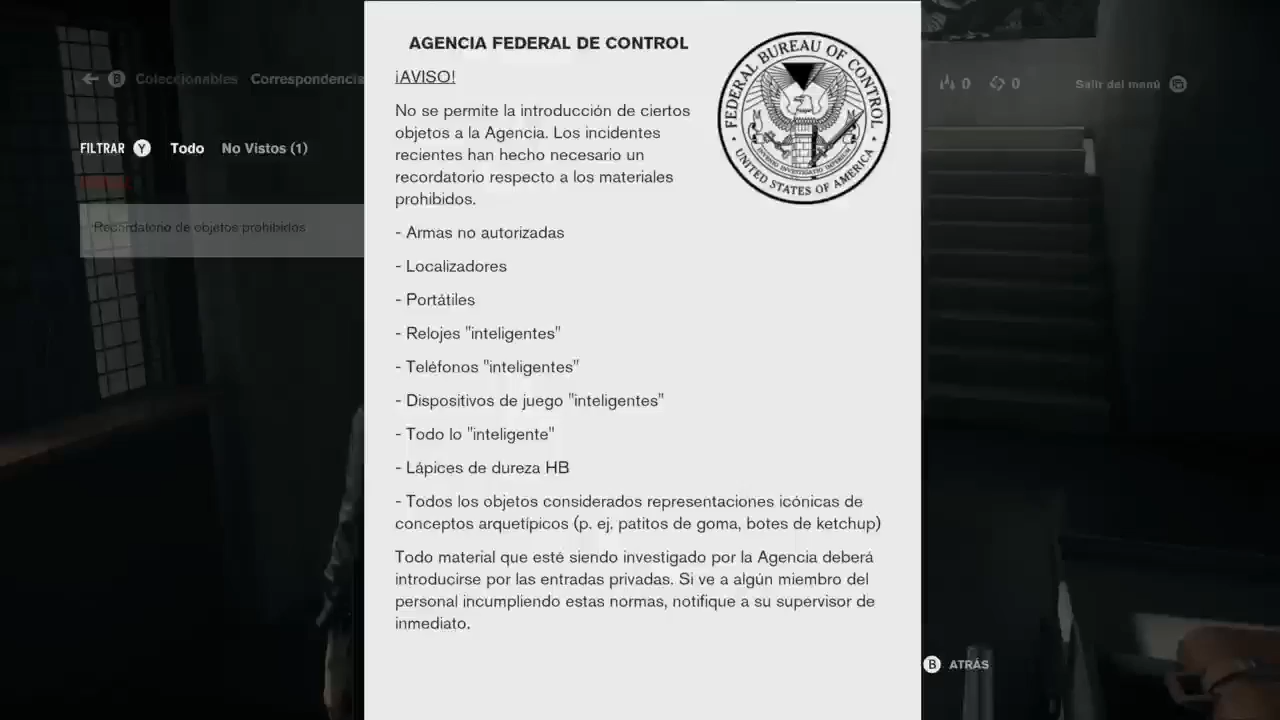 AGENCIA FEDERAL DE CONTROL
¡AVISO!
No se permite la introducción de ciertos
objetos a la Agencia. Los incidentes
recientes han hecho necesario un
recordatorio respecto a los materiales
prohibidos.
- Armas no autorizadas
- Localizadores
- Portátiles
- Relojes "inteligentes"
- Teléfonos "inteligentes"
- Dispositivos de juego "inteligentes"
- Todo lo "inteligente"
- Lápices de dureza HB
- Todos los objetos considerados representaciones icónicas de
conceptos arquetípicos (p. ej. patitos de goma, botes de ketchup)
Todo material que esté siendo investigado por la Agencia deberá
introducirse por las entradas privadas. Si ve a algún miembro del
personal incumpliendo estas normas, notifique a su supervisor de
inmediato.
FEDERAL BUREAU OF CONTROL
UNITED STATES OF AMERICA
B Coleccionables Correspondencia
FILTRAR Y Todo No Vistos (1)
Recordatorio de objetos prohibidos
0 0 Salir del menú
B ATRÁS